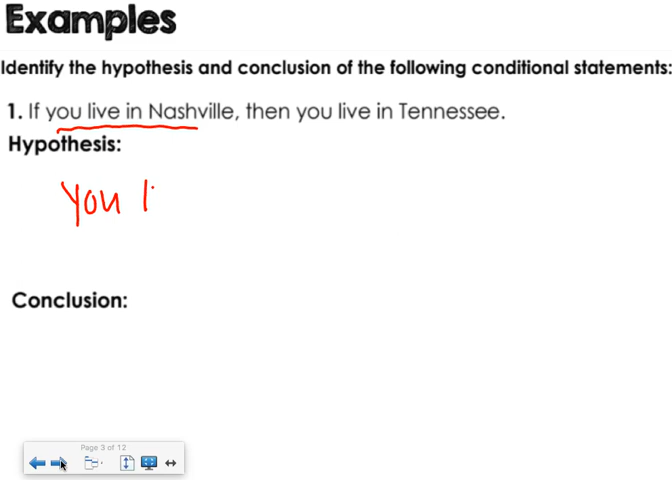 Examples
Identify the hypothesis and conclusion of the following conditional statements:
1. If you live in Nashville, then you live in Tennessee.
Hypothesis:
you li
Conclusion:
Page 3 of 12